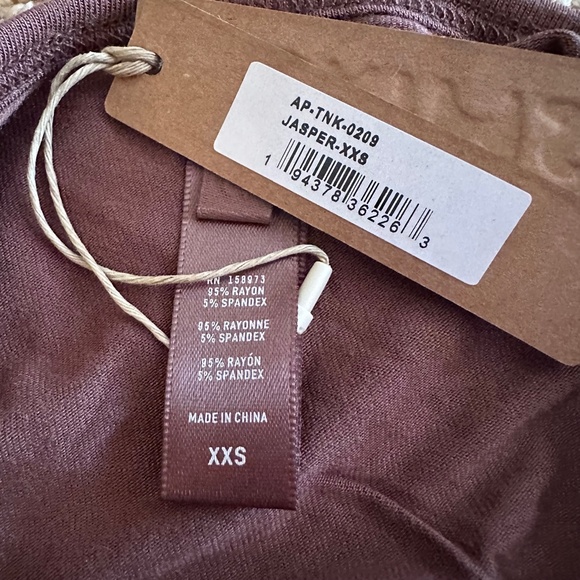 AP-TNK-0209
JASPER-XXS
1 94378 36226 3
RN 158973
95% RAYON
5% SPANDEX
95% RAYONNE
5% SPANDEX
95% RAYÓN
5% SPANDEX
MADE IN CHINA
XXS